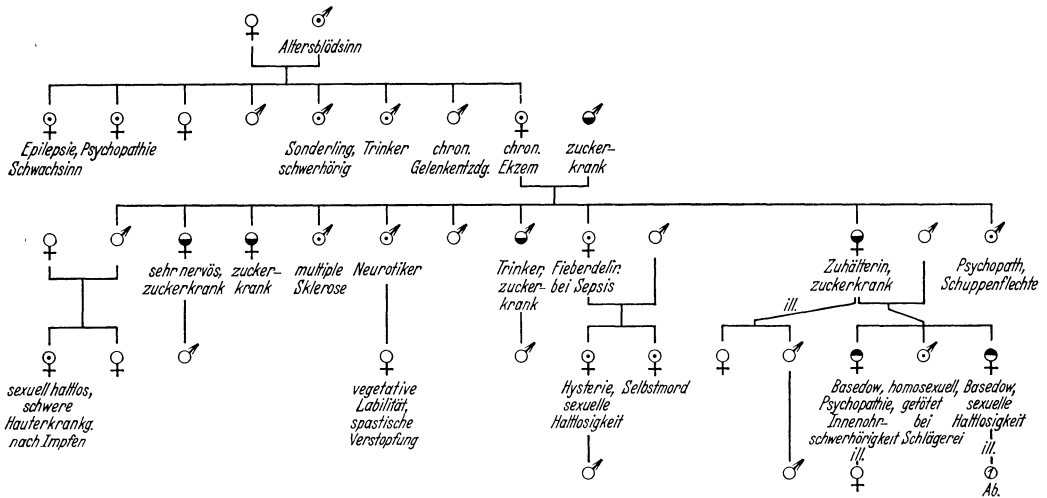 Altersblödsinn
Epilepsie, Psychopathie
Schwachsinn
Sonderling,
schwerhörig
Trinker
chron.
Gelenkentzdg.
chron.
Ekzem
zucker-
krank
sehr nervös,
zuckerkrank
zucker-
krank
multiple
Sklerose
Neurotiker
Trinker,
zucker-
krank
Fieberdelir.
bei Sepsis
Zuhälterin,
zuckerkrank
Psychopath,
Schuppenflechte
ill.
sexuell haltlos,
schwere
Hauterkrankg.
nach Impfen
vegetative
Labilität,
spastische
Verstopfung
Hysterie,
sexuelle
Haltlosigkeit
Selbstmord
Basedow,
Psychopathie,
Innenohr-
schwerhörigkeit
ill.
homosexuell,
getötet
bei
Schlägerei
Basedow,
sexuelle
Haltlosigkeit
ill.
Ab.